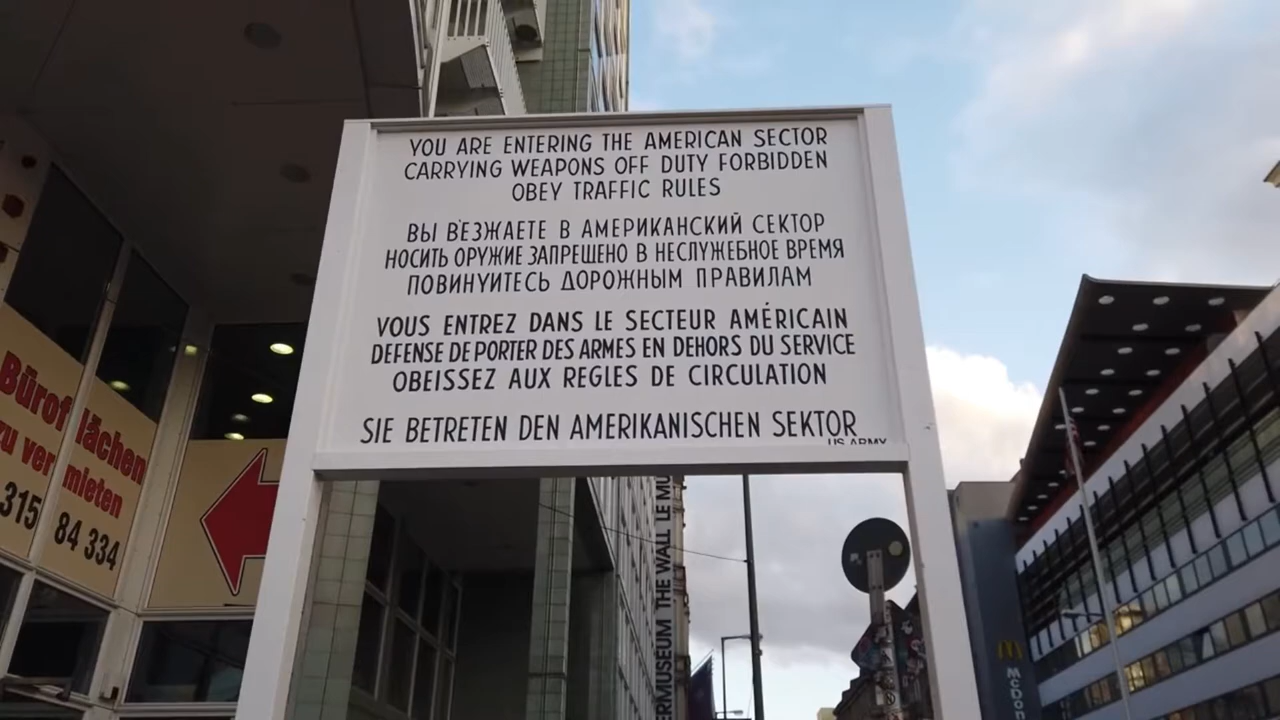 YOU ARE ENTERING THE AMERICAN SECTOR
CARRYING WEAPONS OFF DUTY FORBIDDEN
OBEY TRAFFIC RULES
ВЫ ВЪЕЗЖАЕТЕ В АМЕРИКАНСКИЙ СЕКТОР
НОСИТЬ ОРУЖИЕ ЗАПРЕЩЕНО В НЕСЛУЖЕБНОЕ ВРЕМЯ
ПОВИНУЙТЕСЬ ДОРОЖНЫМ ПРАВИЛАМ
VOUS ENTREZ DANS LE SECTEUR AMÉRICAIN
DEFENSE DE PORTER DES ARMES EN DEHORS DU SERVICE
OBEISSEZ AUX REGLES DE CIRCULATION
SIE BETRETEN DEN AMERIKANISCHEN SEKTOR
US ARMY
Büroflächen
zu vermieten
315 84 334
THE WALL LE